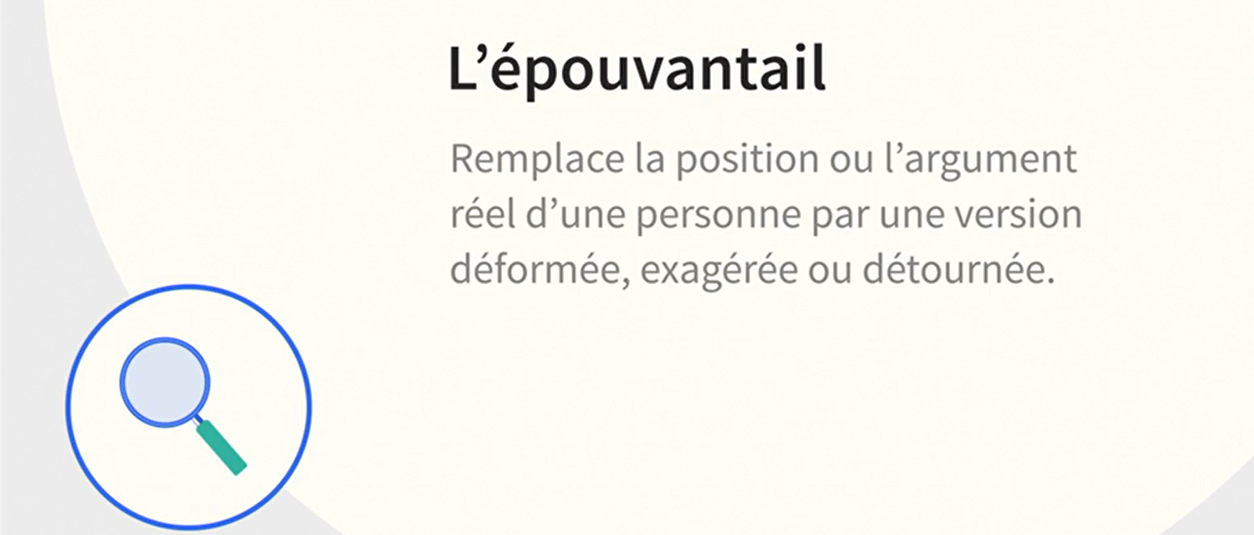 L’épouvantail
Remplace la position ou l’argument
réel d’une personne par une version
déformée, exagérée ou détournée.